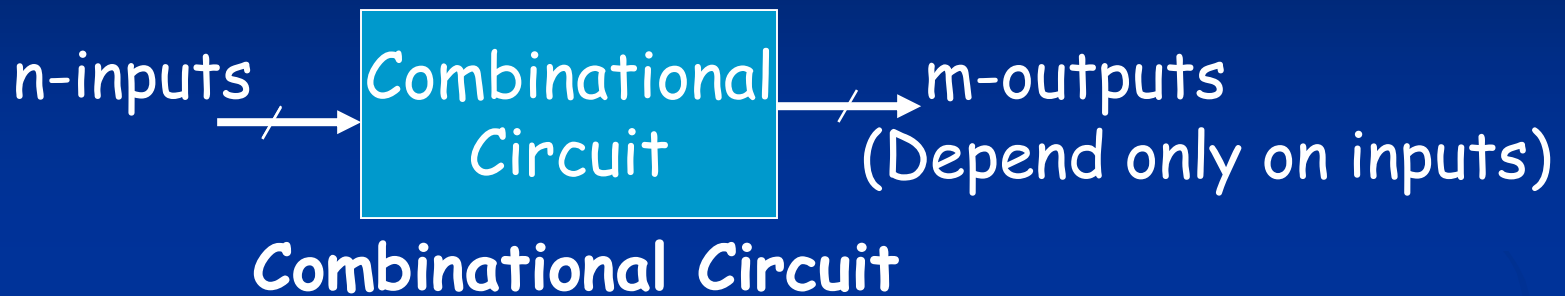 n-inputs
Combinational
Circuit
m-outputs
(Depend only on inputs)
Combinational Circuit